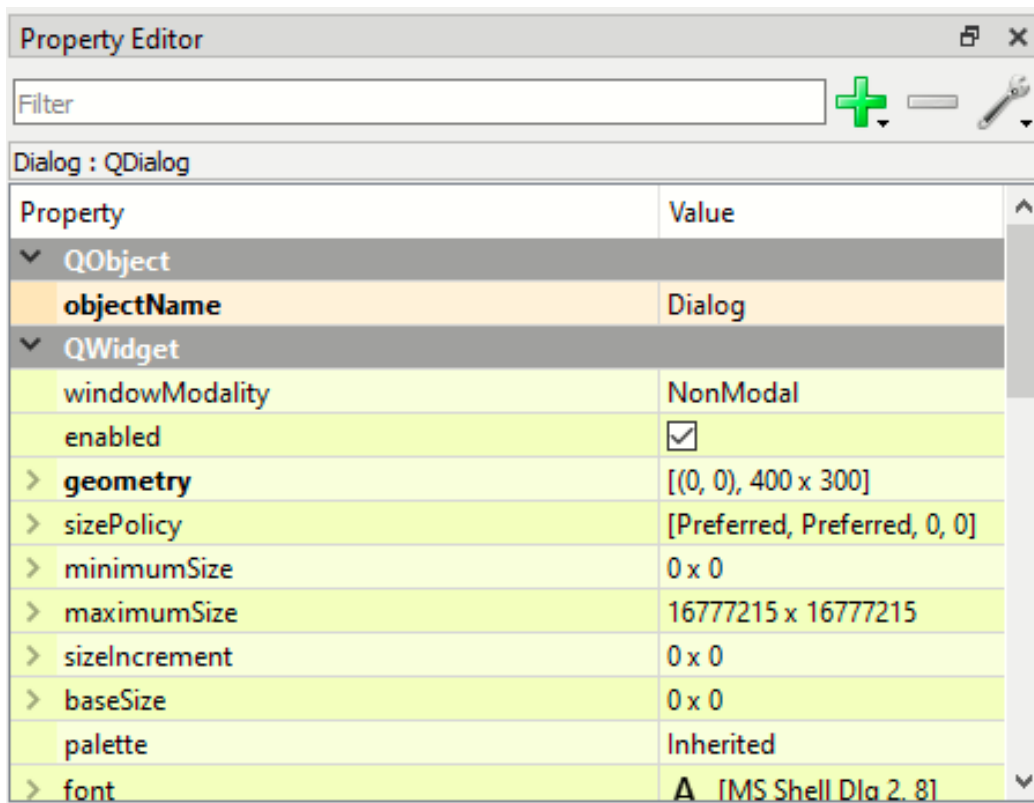 Property Editor
Filter
Dialog : QDialog
Property Value
QObject
objectName Dialog
QWidget
windowModality NonModal
enabled
geometry [(0, 0), 400 x 300]
sizePolicy [Preferred, Preferred, 0, 0]
minimumSize 0 x 0
maximumSize 16777215 x 16777215
sizeIncrement 0 x 0
baseSize 0 x 0
palette Inherited
font A [MS Shell Dlg 2, 8]